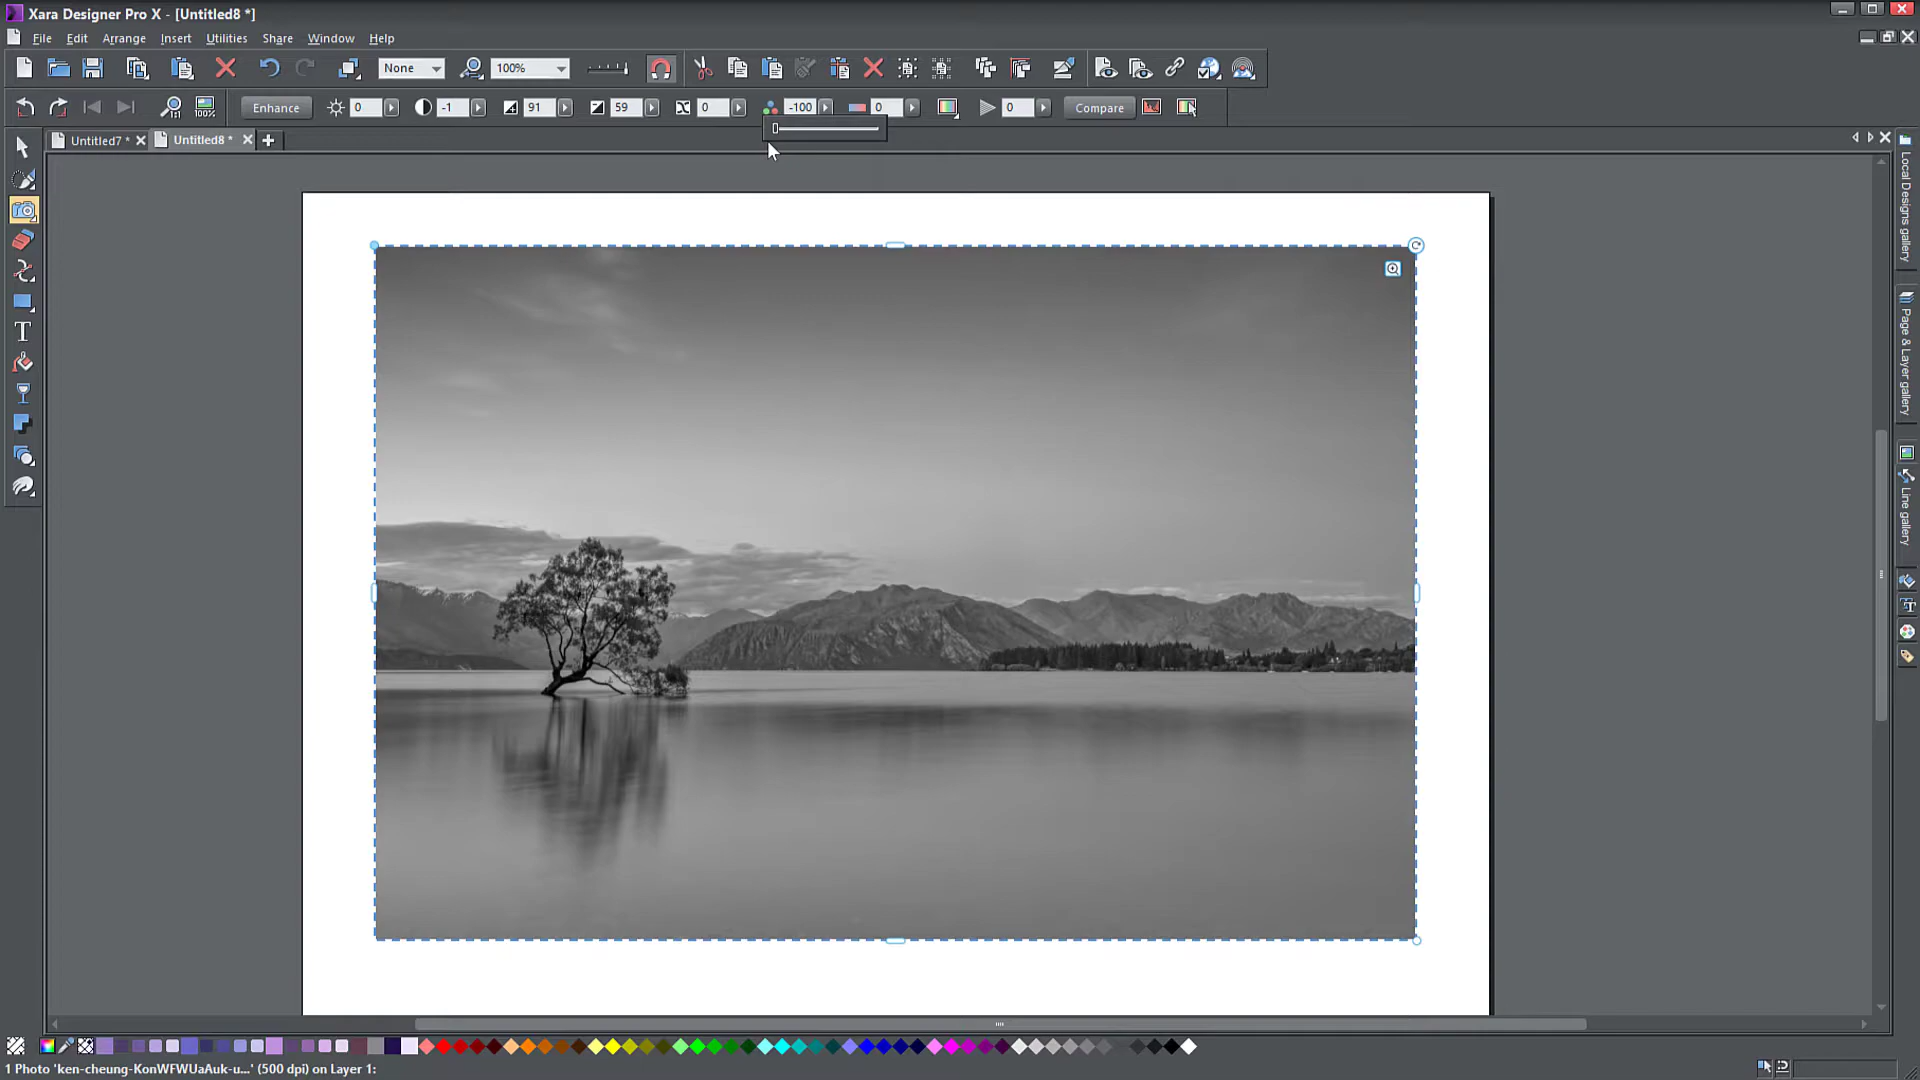 Xara Designer Pro X - [Untitled8 *]
File Edit Arrange Insert Utilities Share Window Help
None 100%
Enhance 0 -1 91 59 0 -100 0 0 Compare
Untitled7 * Untitled8 *
Local Designs gallery
Page & Layer gallery
Line gallery
1 Photo 'ken-cheung-KonWFWUaAuk-u...' (500 dpi) on Layer 1: